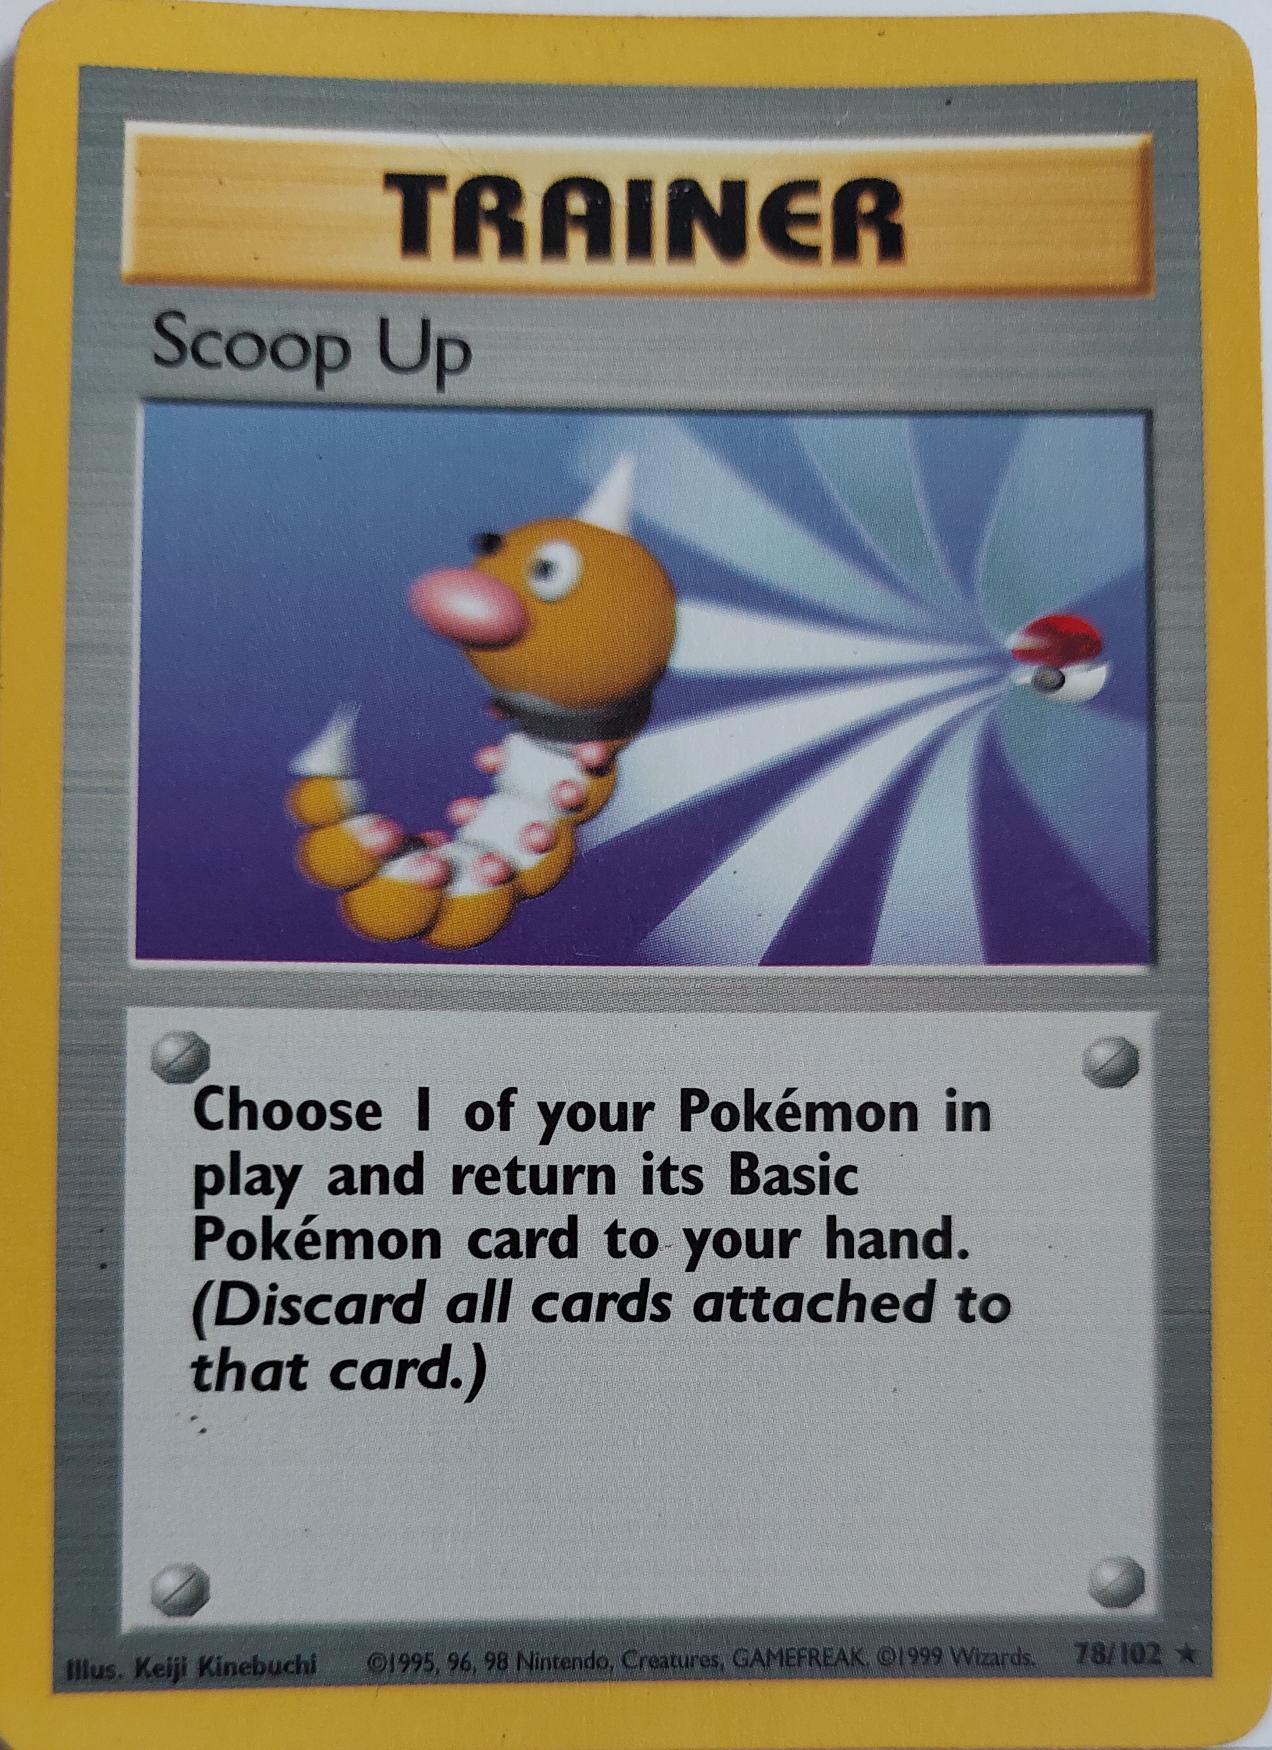 TRAINER
Scoop Up
Choose 1 of your Pokémon in
play and return its Basic
Pokémon card to your hand.
(Discard all cards attached to
that card.)
Illus. Keiji Kinebuchi ©1995, 96, 98 Nintendo, Creatures, GAMEFREAK. ©1999 Wizards. 78/102 ★